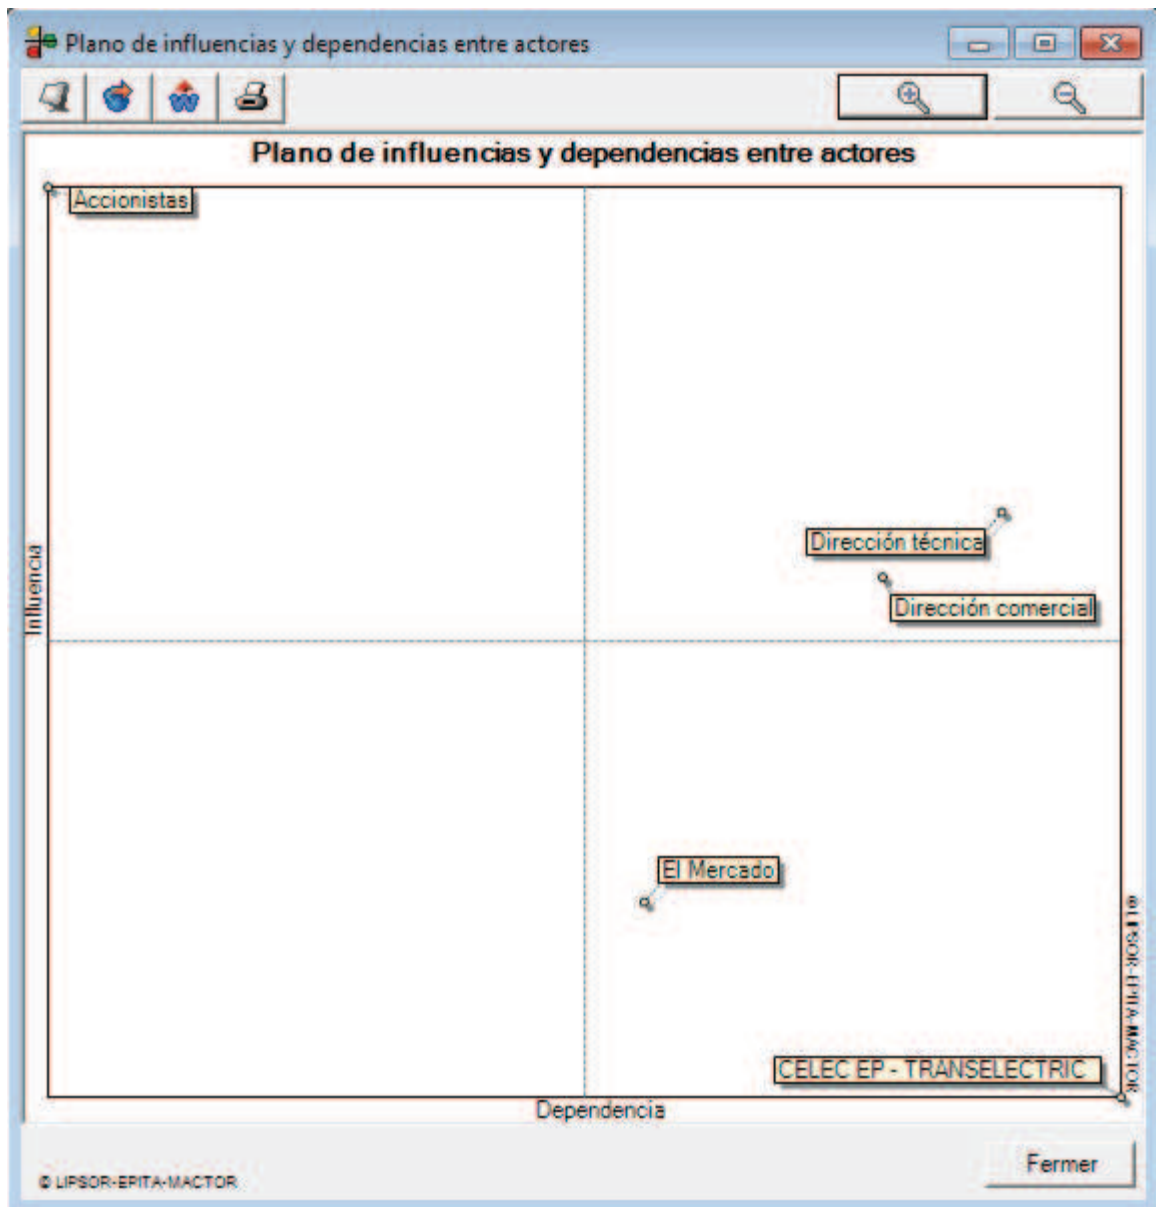 Plano de influencias y dependencias entre actores
Plano de influencias y dependencias entre actores
Accionistas
Influencia
Dirección técnica
Dirección comercial
El Mercado
CELEC EP - TRANSELECTRIC
© LIPSOR-EPITA-MACTOR
Dependencia
Fermer
© LIPSOR-EPITA-MACTOR